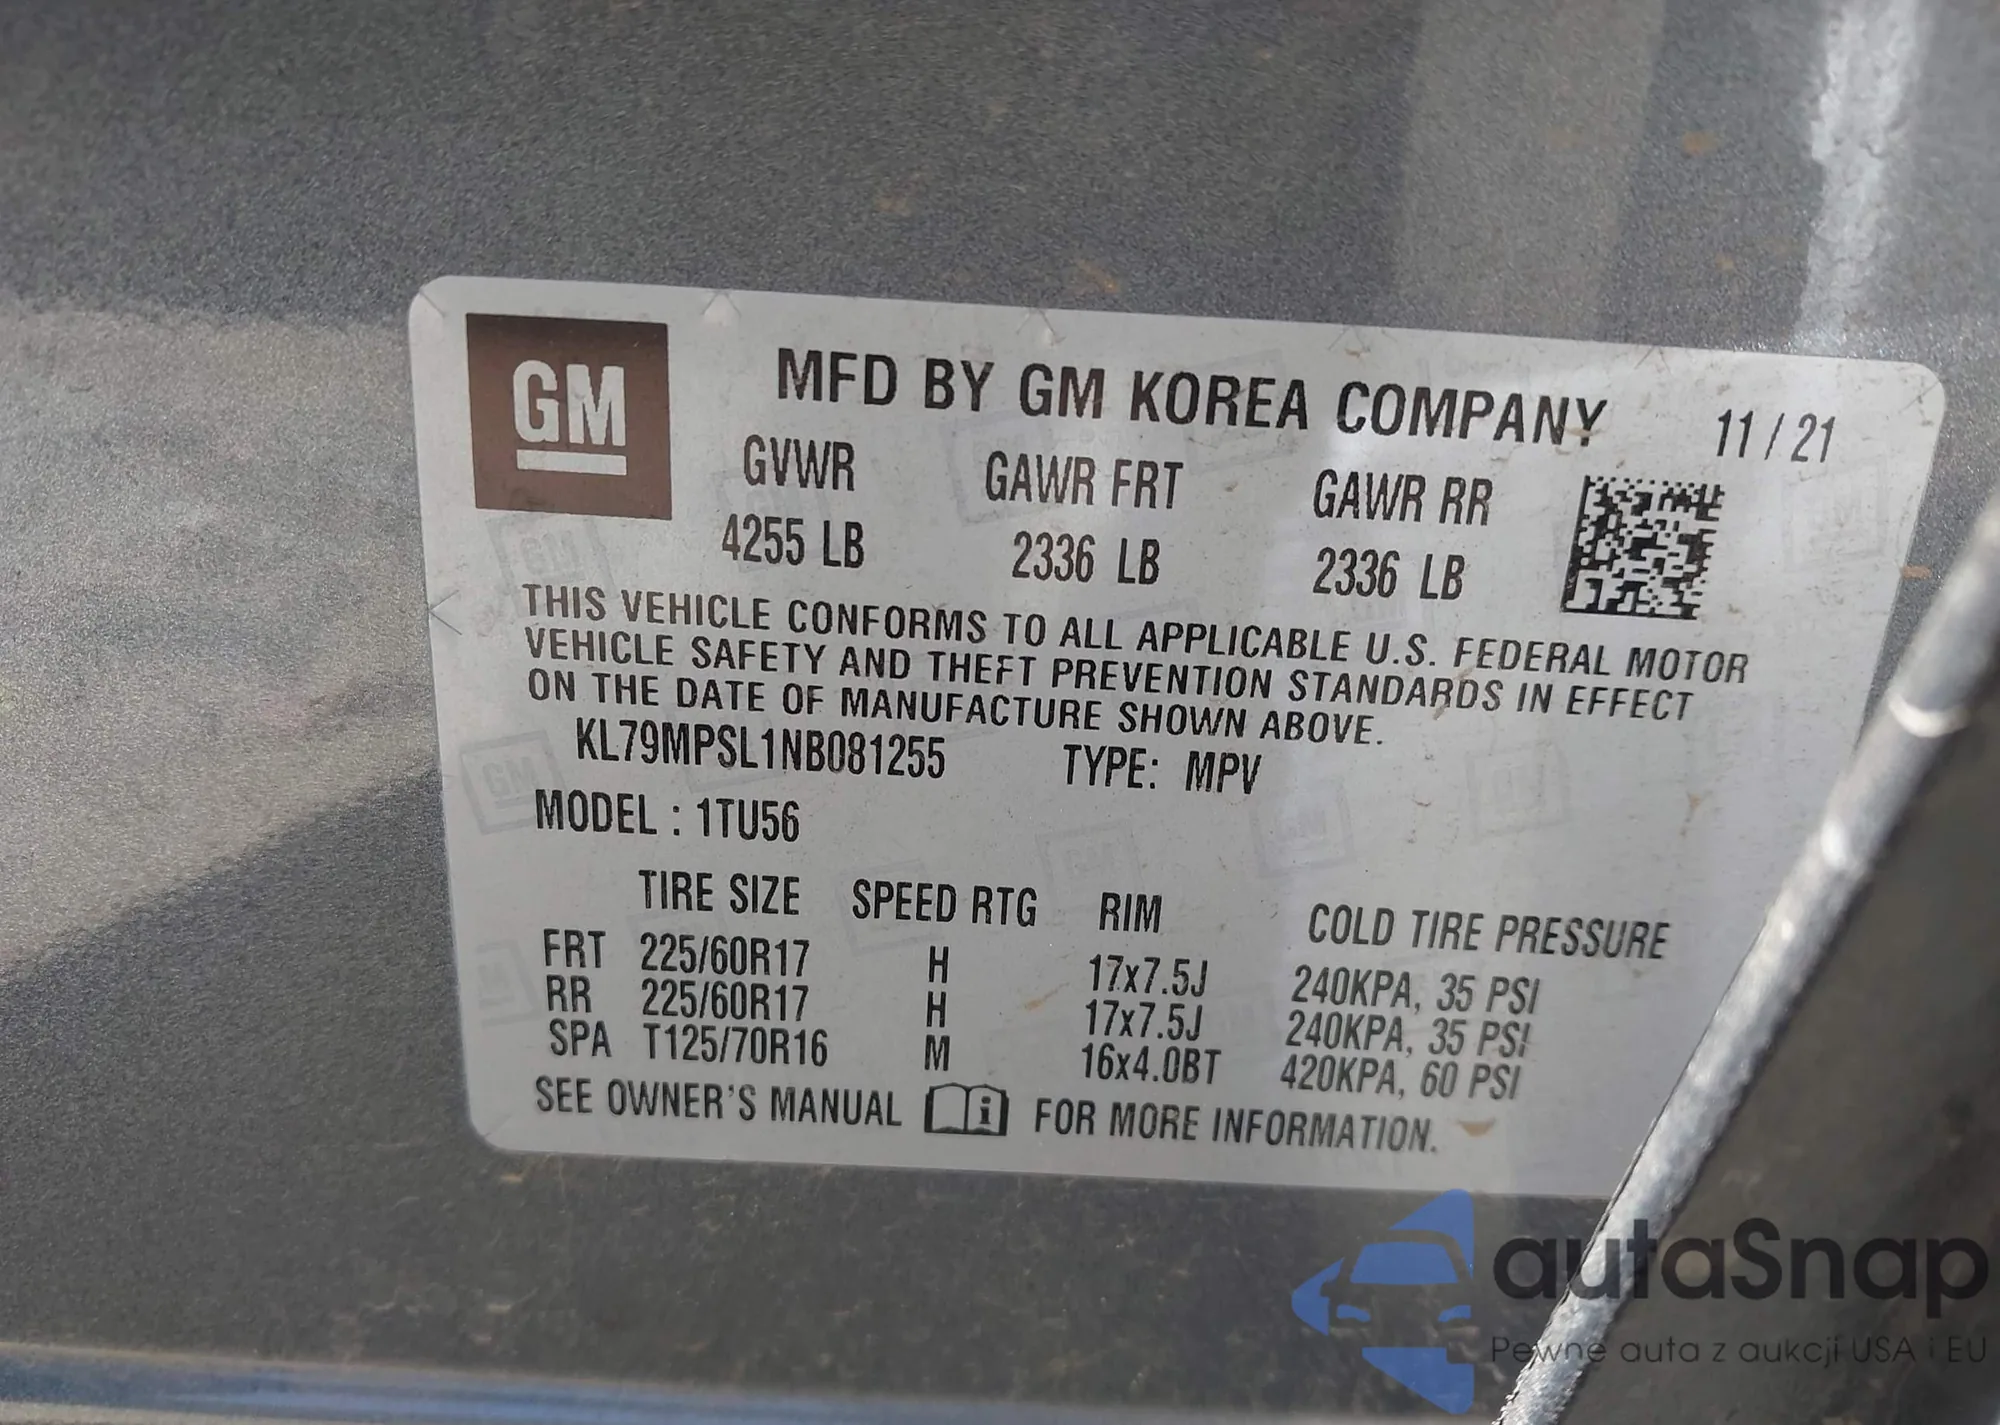 GM
MFD BY GM KOREA COMPANY 11 / 21
GVWR GAWR FRT GAWR RR
4255 LB 2336 LB 2336 LB
THIS VEHICLE CONFORMS TO ALL APPLICABLE U.S. FEDERAL MOTOR
VEHICLE SAFETY AND THEFT PREVENTION STANDARDS IN EFFECT
ON THE DATE OF MANUFACTURE SHOWN ABOVE.
KL79MPSL1NB081255 TYPE: MPV
MODEL : 1TU56
TIRE SIZE SPEED RTG RIM COLD TIRE PRESSURE
FRT 225/60R17 H 17x7.5J 240KPA, 35 PSI
RR 225/60R17 H 17x7.5J 240KPA, 35 PSI
SPA T125/70R16 M 16x4.0BT 420KPA, 60 PSI
SEE OWNER'S MANUAL i FOR MORE INFORMATION.
autaSnap
Pewne auta z aukcji USA i EU